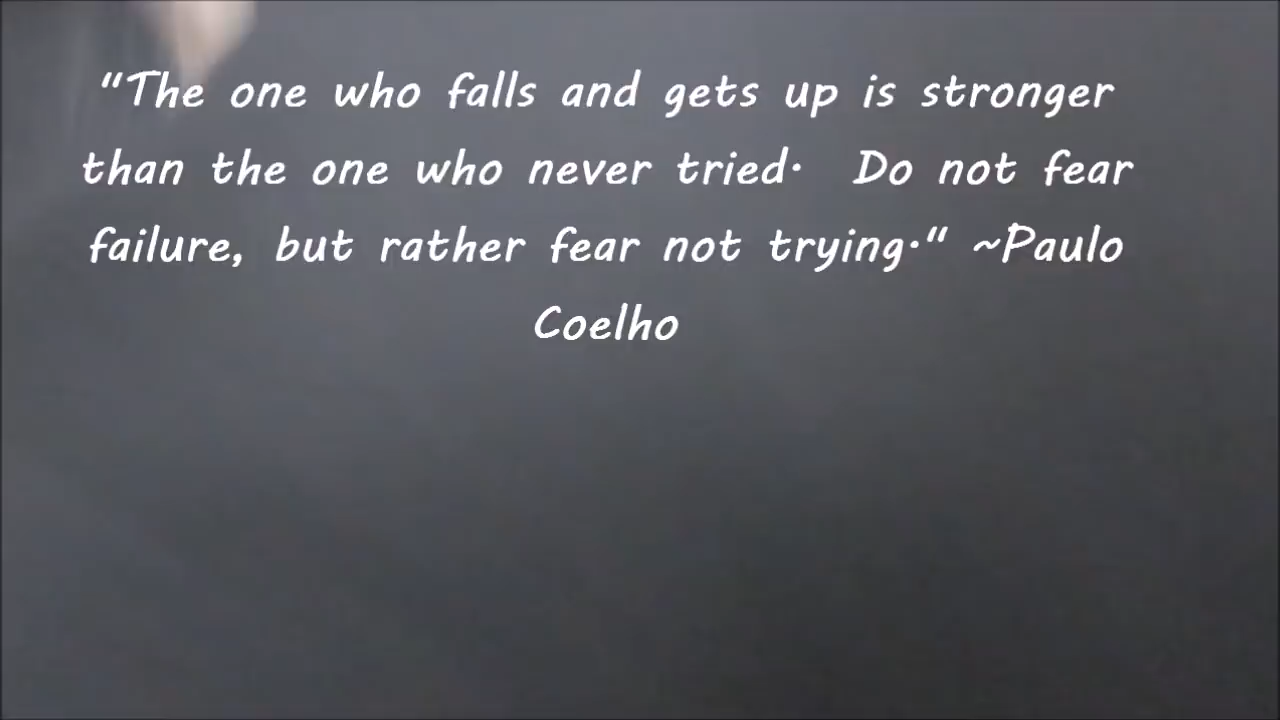 "The one who falls and gets up is stronger
than the one who never tried. Do not fear
failure, but rather fear not trying." ~Paulo
Coelho